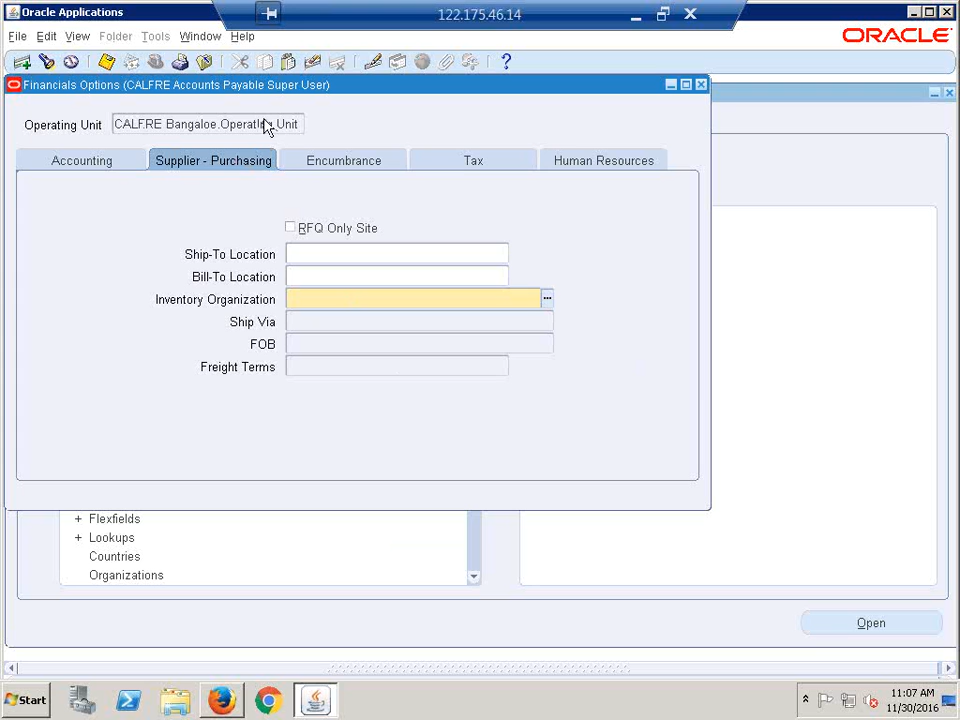 Oracle Applications
122.175.46.14
File Edit View Folder Tools Window Help
ORACLE
Financials Options (CALFRE Accounts Payable Super User)
Operating Unit CALFRE Bangaloe.Operating Unit
Accounting Supplier - Purchasing Encumbrance Tax Human Resources
RFQ Only Site
Ship-To Location
Bill-To Location
Inventory Organization
Ship Via
FOB
Freight Terms
+ Flexfields
+ Lookups
Countries
Organizations
Open
Start
11:07 AM
11/30/2016